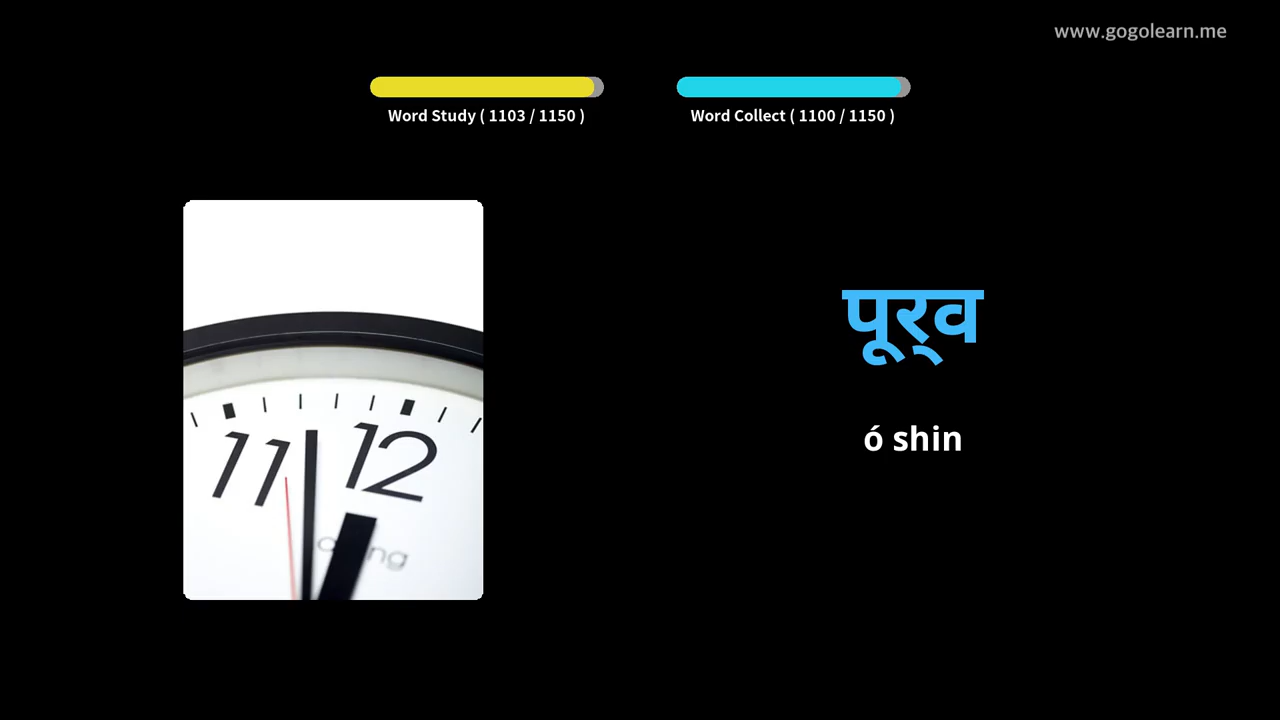 www.gogolearn.me
Word Study ( 1103 / 1150 )
Word Collect ( 1100 / 1150 )
11 12
पूर्व
ó shin